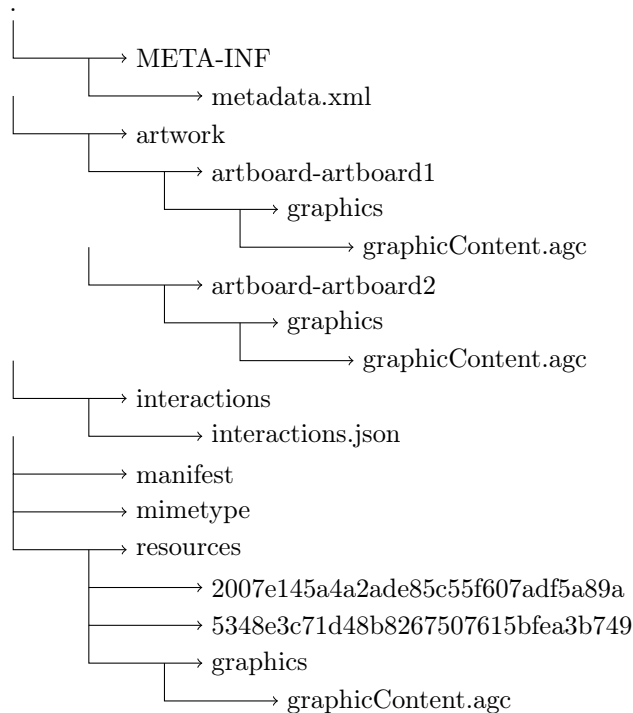 .
META-INF
metadata.xml
artwork
artboard-artboard1
graphics
graphicContent.agc
artboard-artboard2
graphics
graphicContent.agc
interactions
interactions.json
manifest
mimetype
resources
2007e145a4a2ade85c55f607adf5a89a
5348e3c71d48b8267507615bfea3b749
graphics
graphicContent.agc